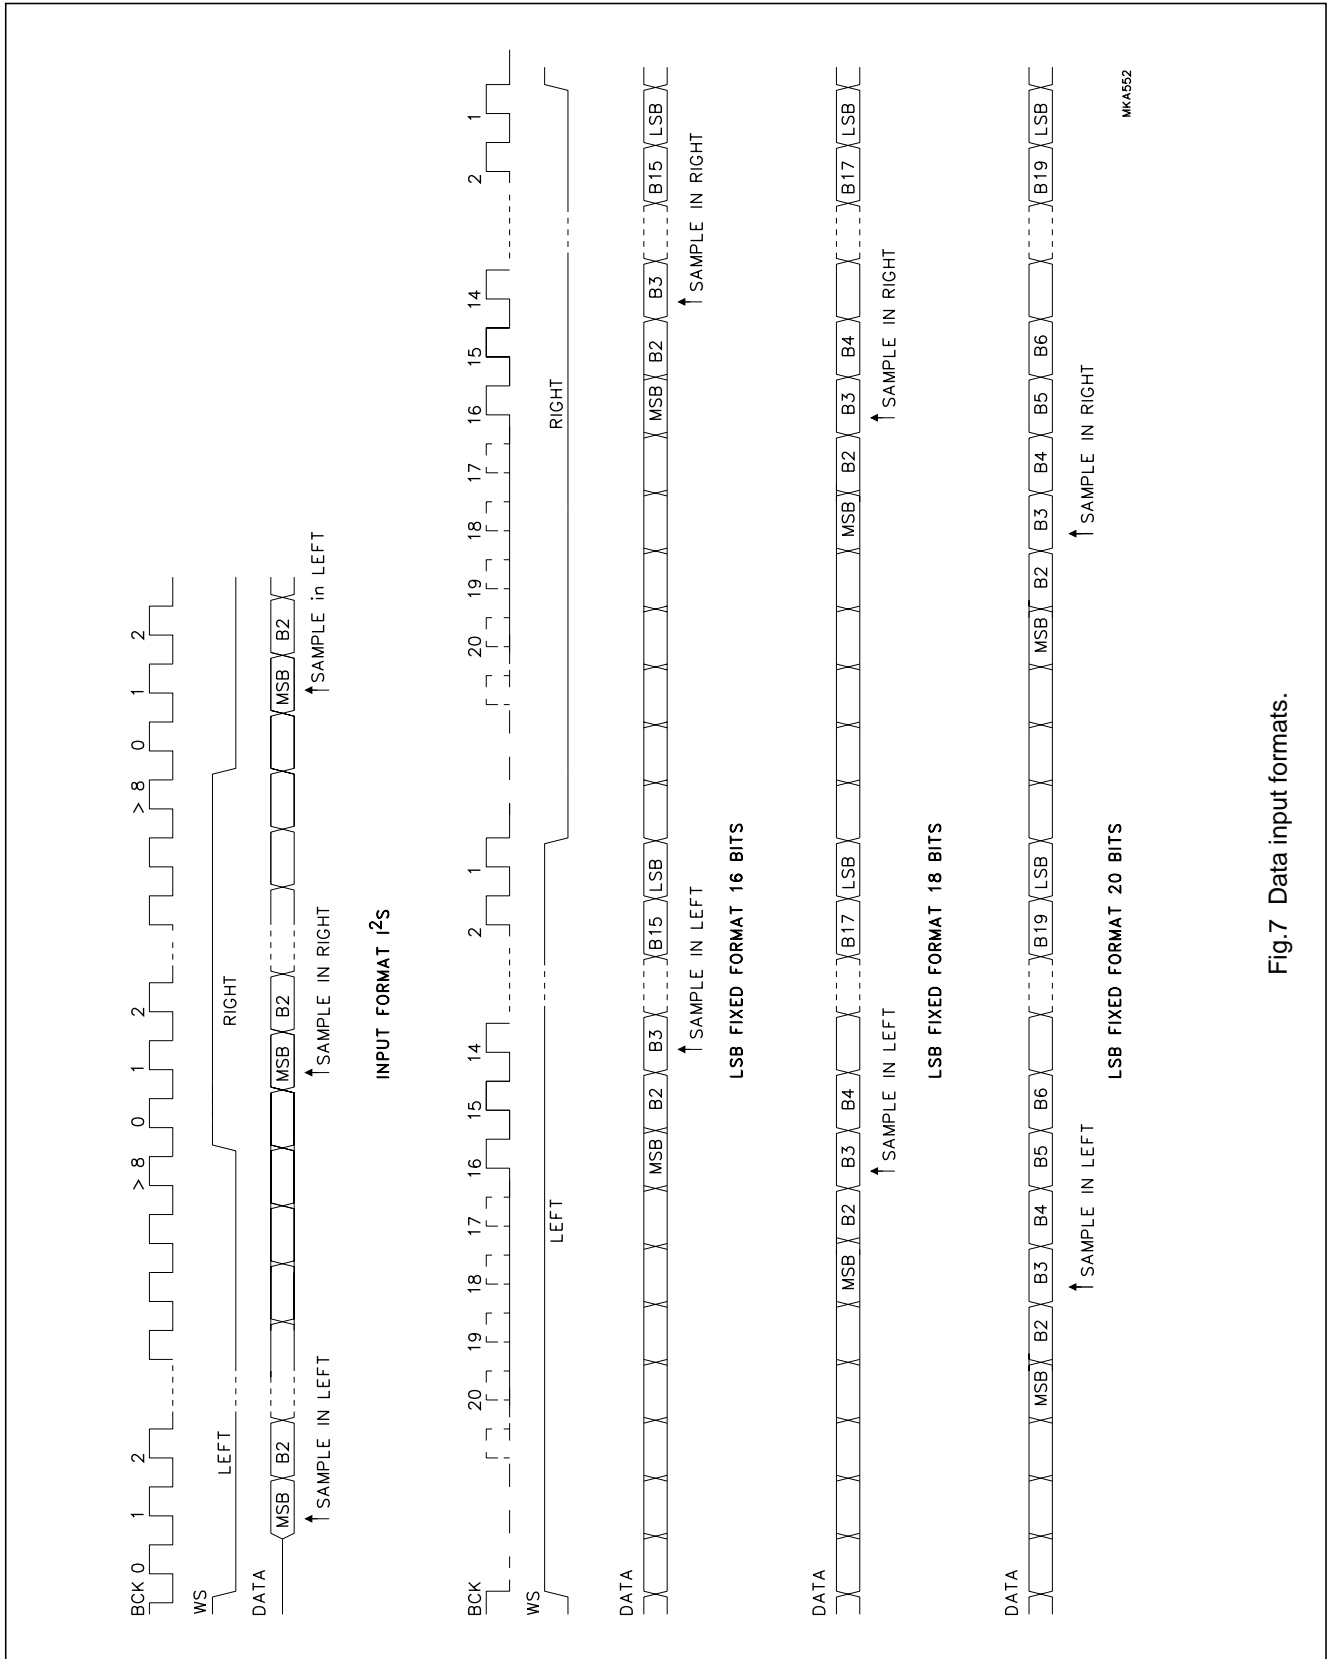 BCK 0 1 2 > 8 0 1 2 > 8 0 1 2
WS LEFT RIGHT
DATA MSB B2 MSB B2 MSB B2
SAMPLE IN LEFT SAMPLE IN RIGHT SAMPLE in LEFT
INPUT FORMAT I²S
BCK 20 19 18 17 16 15 14 2 1 20 19 18 17 16 15 14 2 1
WS LEFT RIGHT
DATA MSB B2 B3 B15 LSB MSB B2 B3 B15 LSB
SAMPLE IN LEFT SAMPLE IN RIGHT
LSB FIXED FORMAT 16 BITS
DATA MSB B2 B3 B4 B17 LSB MSB B2 B3 B4 B17 LSB
SAMPLE IN LEFT SAMPLE IN RIGHT
LSB FIXED FORMAT 18 BITS
DATA MSB B2 B3 B4 B5 B6 B19 LSB MSB B2 B3 B4 B5 B6 B19 LSB
SAMPLE IN LEFT SAMPLE IN RIGHT
LSB FIXED FORMAT 20 BITS
MKA552
Fig.7 Data input formats.